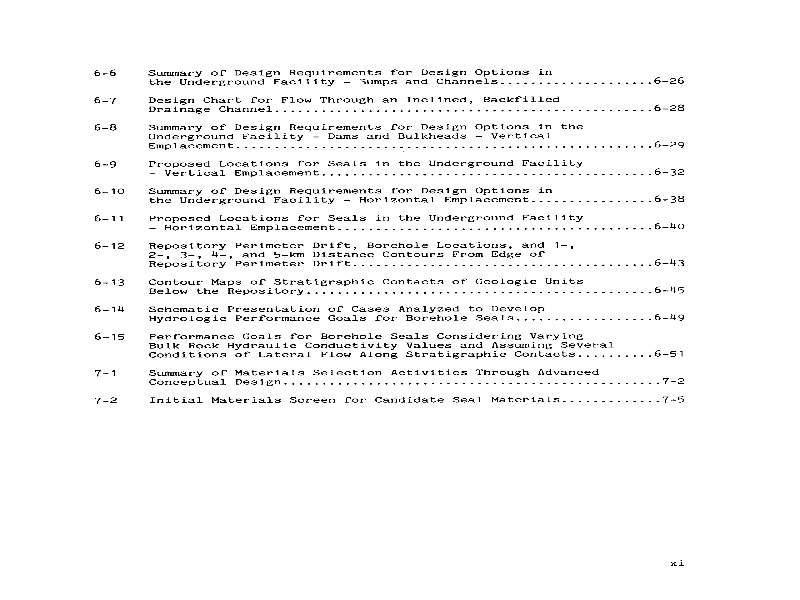 6-6 Summary of Design Requirements for Design Options in
the Underground Facility - Sumps and Channels...................6-26
6-7 Design Chart for Flow Through an Inclined, Backfilled
Drainage Channel...............................................6-28
6-8 Summary of Design Requirements for Design Options in the
Underground Facility - Dams and Bulkheads - Vertical
Emplacement....................................................6-29
6-9 Proposed Locations for Seals in the Underground Facility
- Vertical Emplacement.........................................6-32
6-10 Summary of Design Requirements for Design Options in
the Underground Facility - Horizontal Emplacement...............6-38
6-11 Proposed Locations for Seals in the Underground Facility
- Horizontal Emplacement.......................................6-40
6-12 Repository Perimeter Drift, Borehole Locations, and 1-,
2-, 3-, 4-, and 5-km Distance Contours From Edge of
Repository Perimeter Drift.....................................6-43
6-13 Contour Maps of Stratigraphic Contacts of Geologic Units
Below the Repository...........................................6-45
6-14 Schematic Presentation of Cases Analyzed to Develop
Hydrologic Performance Goals for Borehole Seals.................6-49
6-15 Performance Goals for Borehole Seals Considering Varying
Bulk Rock Hydraulic Conductivity Values and Assuming Several
Conditions of Lateral Flow Along Stratigraphic Contacts.........6-51
7-1 Summary of Materials Selection Activities Through Advanced
Conceptual Design...............................................7-2
7-2 Initial Materials Screen for Candidate Seal Materials.............7-5
xi